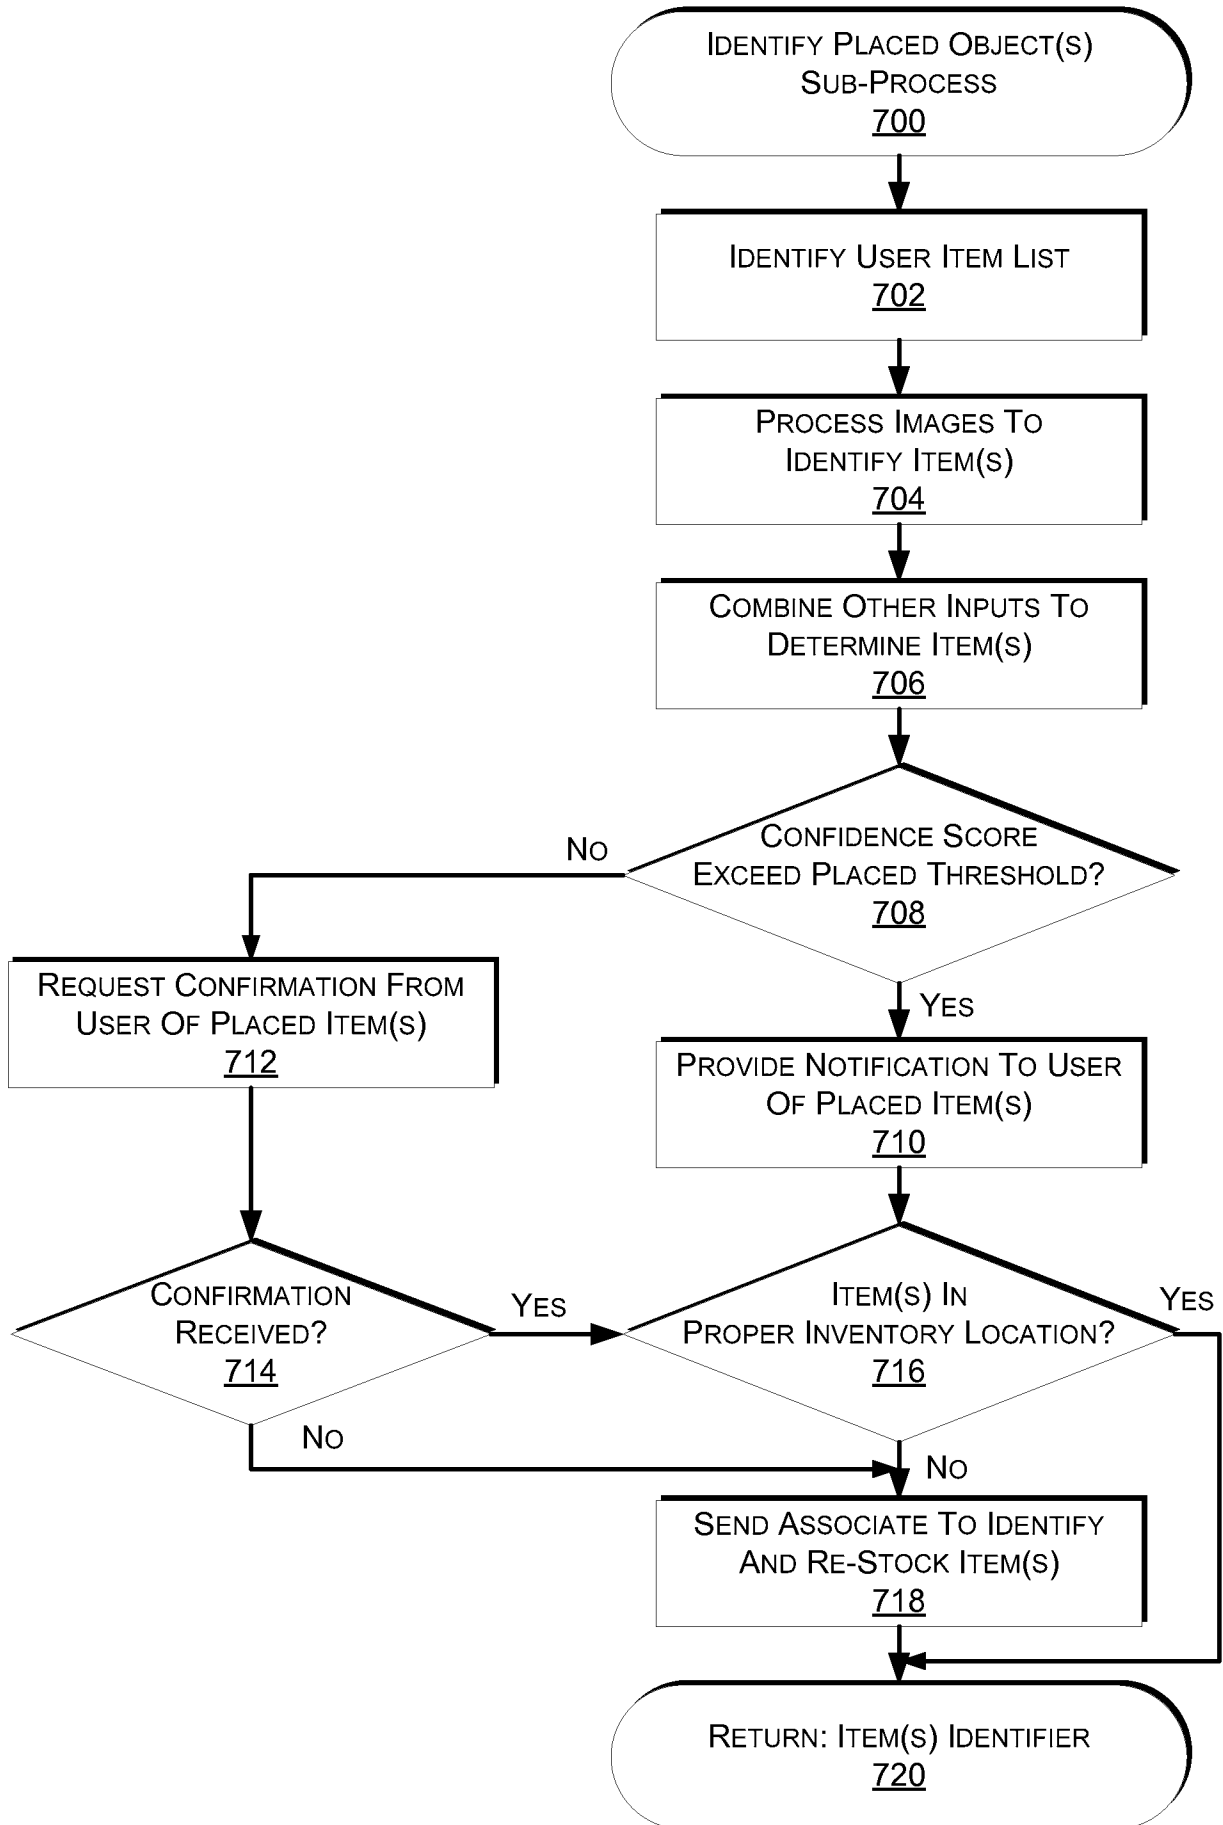 IDENTIFY PLACED OBJECT(S)
SUB-PROCESS
700
IDENTIFY USER ITEM LIST
702
PROCESS IMAGES TO
IDENTIFY ITEM(S)
704
COMBINE OTHER INPUTS TO
DETERMINE ITEM(S)
706
CONFIDENCE SCORE
EXCEED PLACED THRESHOLD?
708
NO
YES
REQUEST CONFIRMATION FROM
USER OF PLACED ITEM(S)
712
PROVIDE NOTIFICATION TO USER
OF PLACED ITEM(S)
710
CONFIRMATION
RECEIVED?
714
YES
ITEM(S) IN
PROPER INVENTORY LOCATION?
716
YES
NO
NO
SEND ASSOCIATE TO IDENTIFY
AND RE-STOCK ITEM(S)
718
RETURN: ITEM(S) IDENTIFIER
720